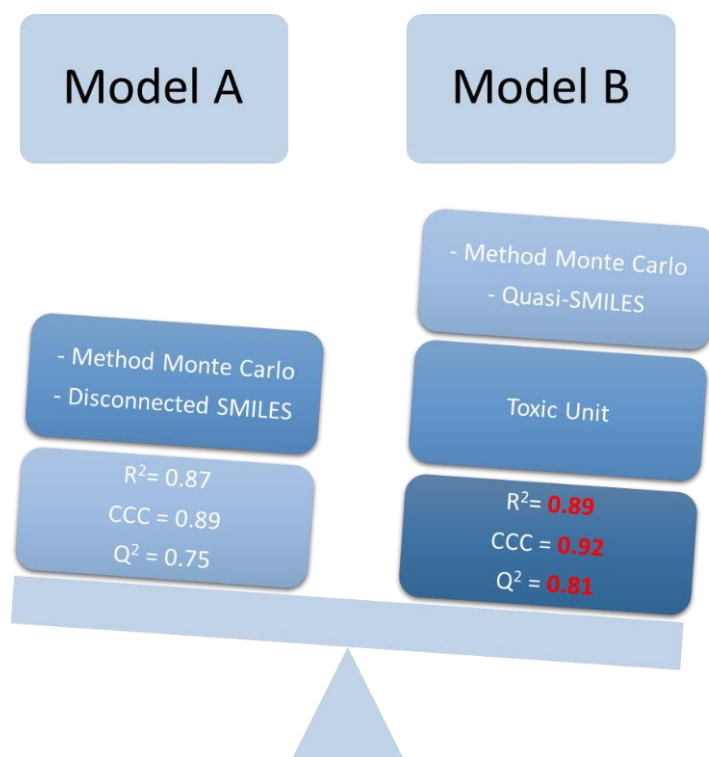 Model A
Model B
- Method Monte Carlo
- Disconnected SMILES
R²= 0.87
CCC = 0.89
Q² = 0.75
- Method Monte Carlo
- Quasi-SMILES
Toxic Unit
R²= 0.89
CCC = 0.92
Q² = 0.81